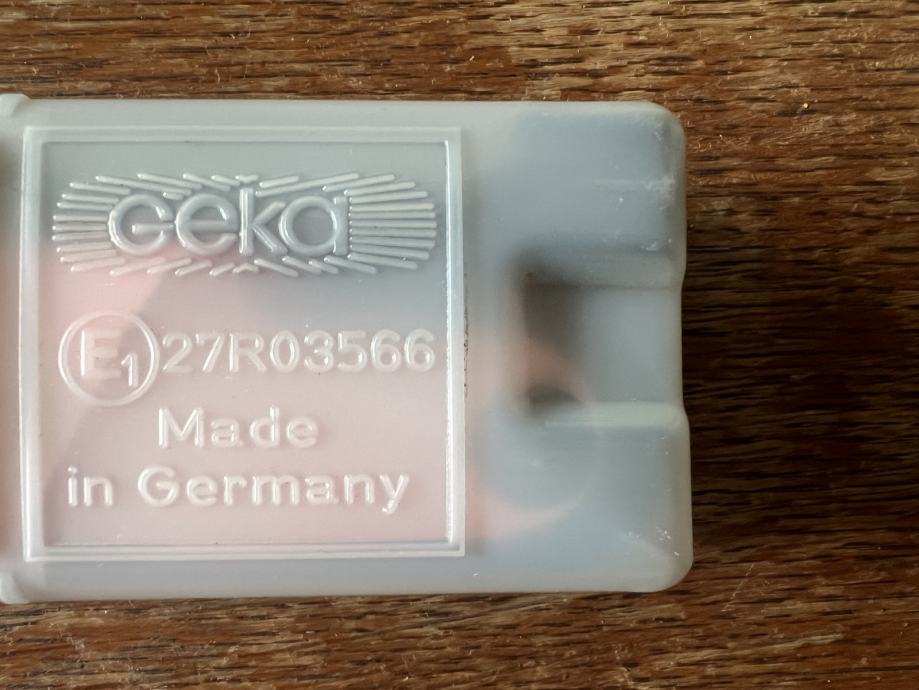 GeKa
E1 27R03566
Made
in Germany